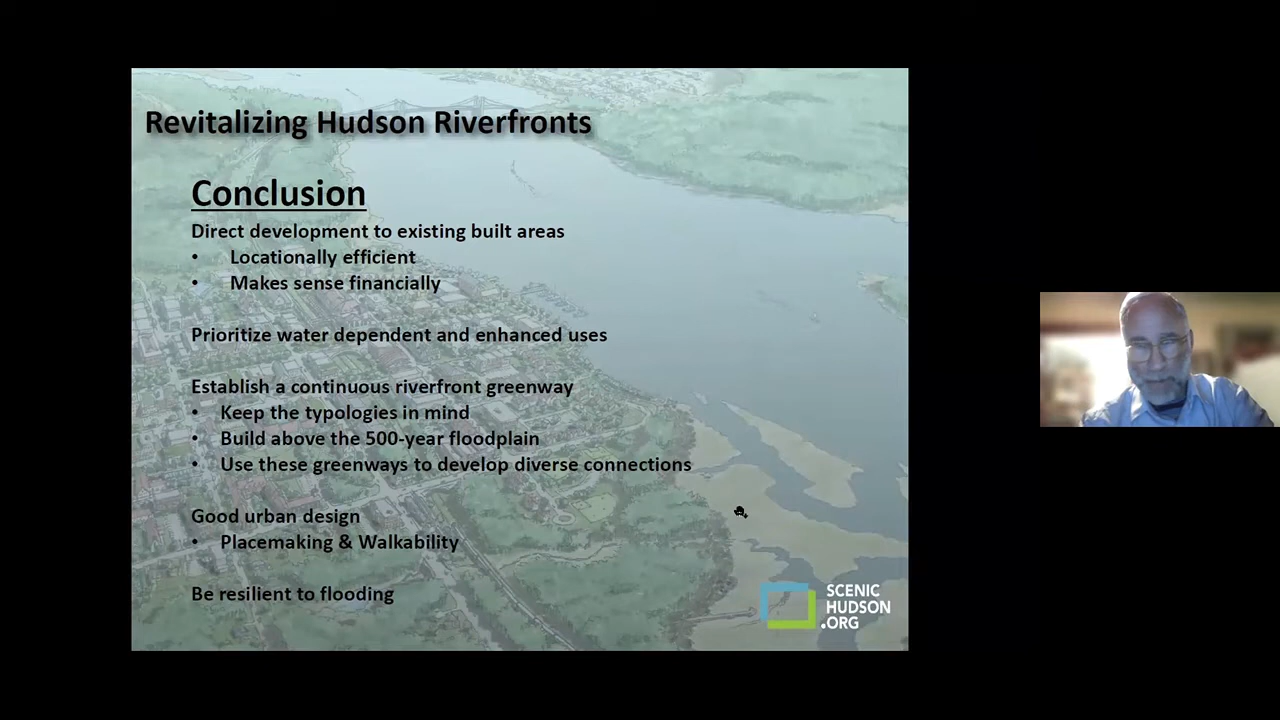 Revitalizing Hudson Riverfronts
Conclusion
Direct development to existing built areas
• Locationally efficient
• Makes sense financially
Prioritize water dependent and enhanced uses
Establish a continuous riverfront greenway
• Keep the typologies in mind
• Build above the 500-year floodplain
• Use these greenways to develop diverse connections
Good urban design
• Placemaking & Walkability
Be resilient to flooding
SCENIC
HUDSON
.ORG